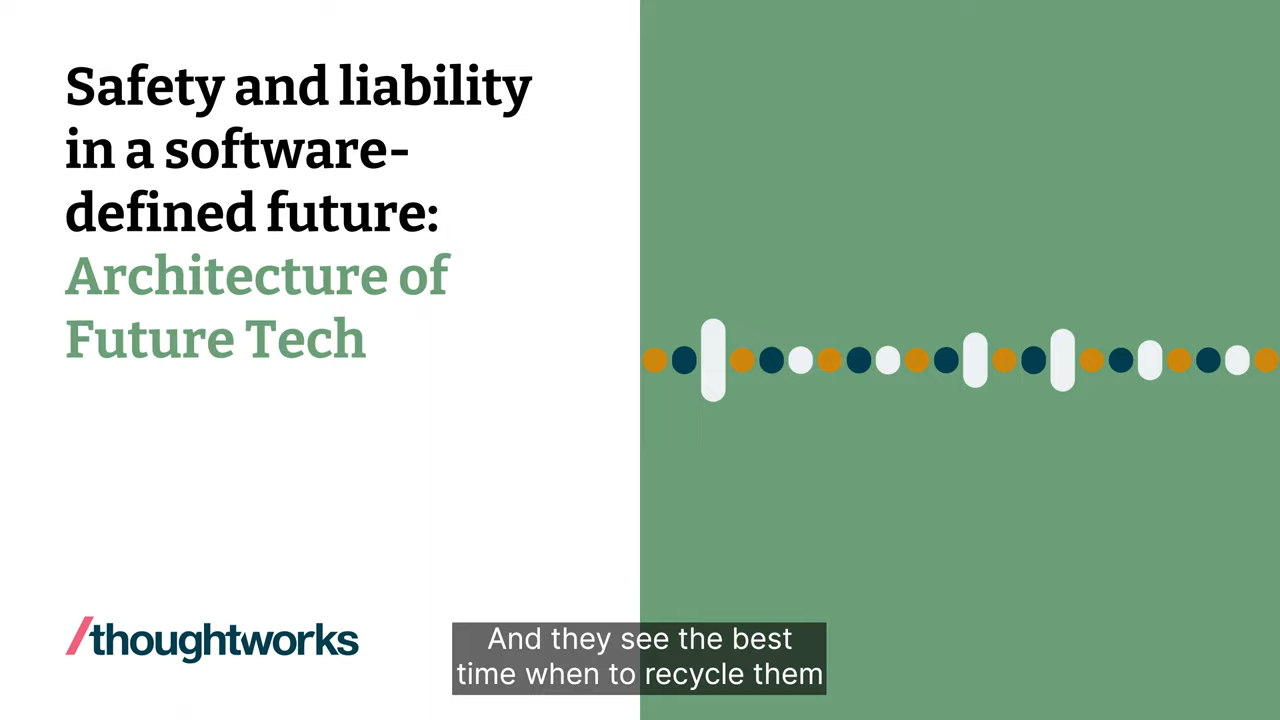 Safety and liability
in a software-
defined future:
Architecture of
Future Tech
/thoughtworks
And they see the best
time when to recycle them